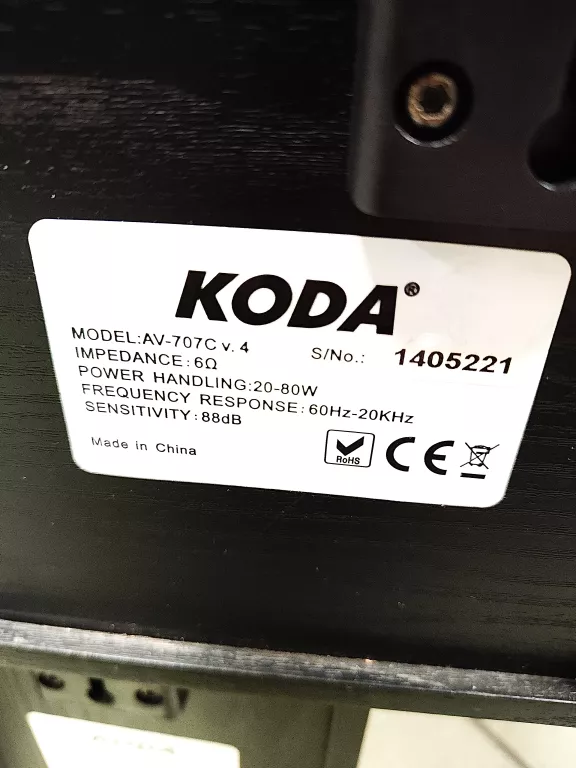 KODA®
MODEL:AV-707C v. 4
S/No.: 1405221
IMPEDANCE:6Ω
POWER HANDLING:20-80W
FREQUENCY RESPONSE:60Hz-20KHz
SENSITIVITY:88dB
Made in China
RoHS
CE